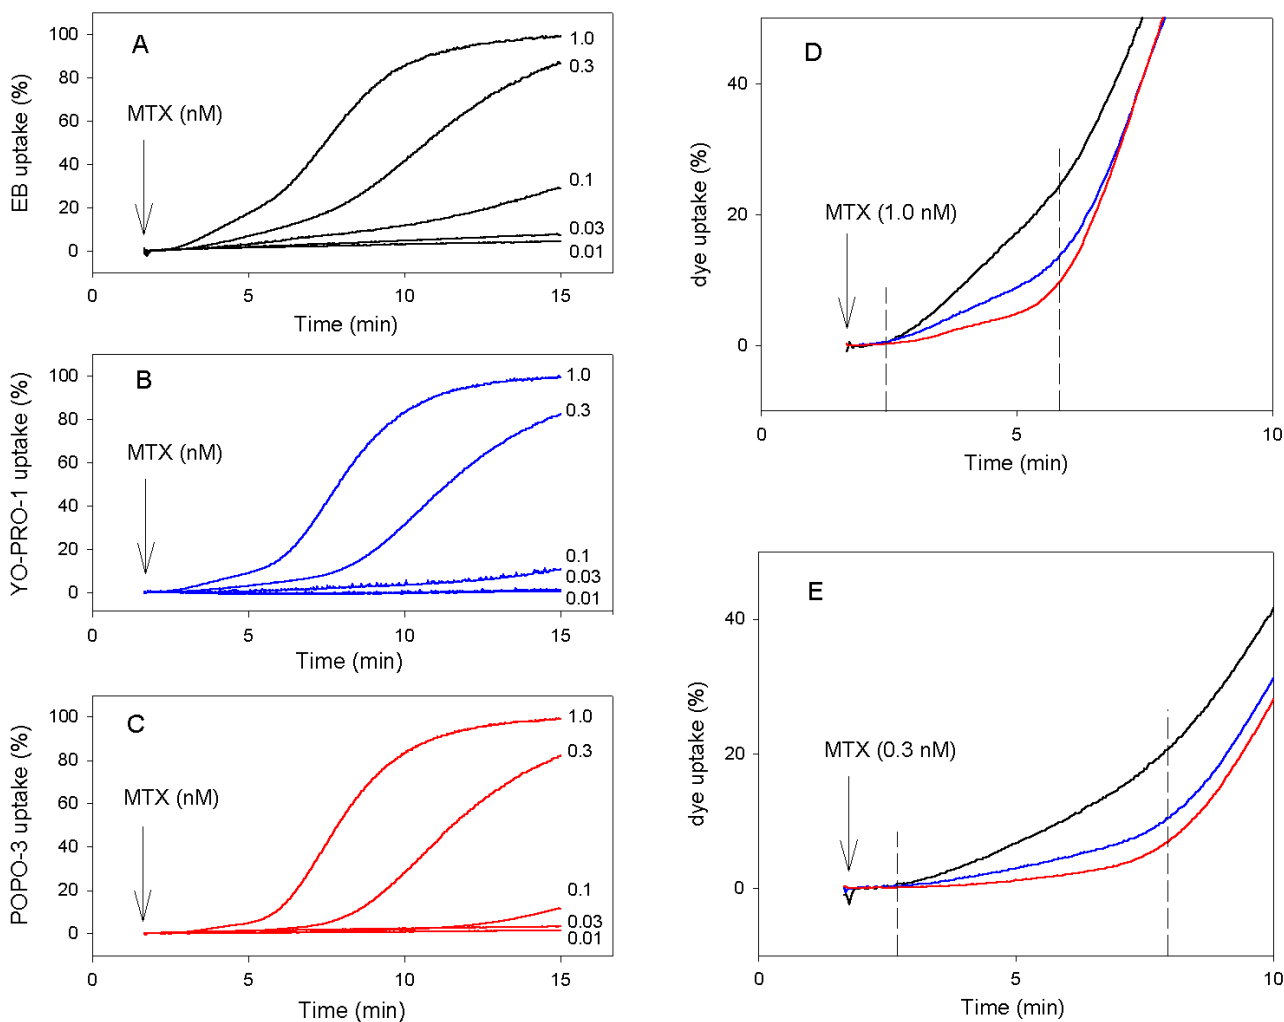 A
EB uptake (%)
100
80
60
40
20
0
MTX (nM)
1.0
0.3
0.1
0.03
0.01
0 5 10 15
Time (min)
B
YO-PRO-1 uptake (%)
100
80
60
40
20
0
MTX (nM)
1.0
0.3
0.1
0.03
0.01
0 5 10 15
Time (min)
C
POPO-3 uptake (%)
100
80
60
40
20
0
MTX (nM)
1.0
0.3
0.1
0.03
0.01
0 5 10 15
Time (min)
D
dye uptake (%)
40
20
0
MTX (1.0 nM)
0 5 10
Time (min)
E
dye uptake (%)
40
20
0
MTX (0.3 nM)
0 5 10
Time (min)